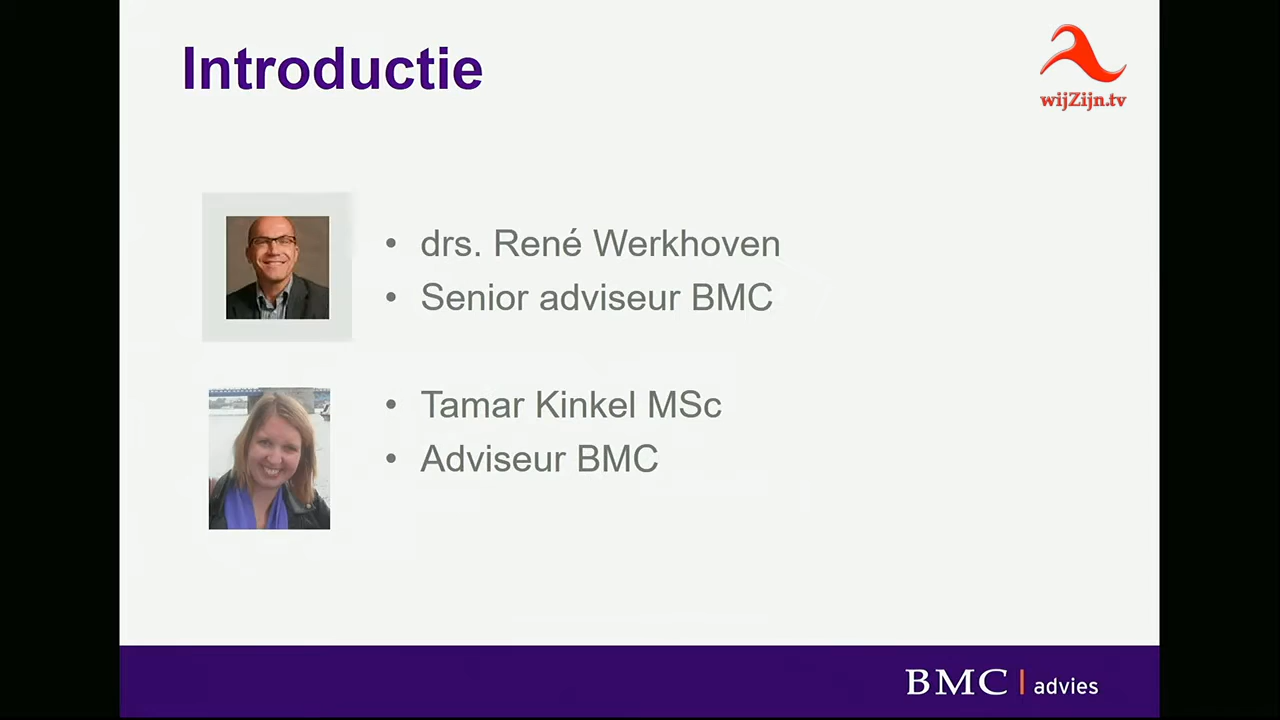 Introductie
wijZijn.tv
• drs. René Werkhoven
• Senior adviseur BMC
• Tamar Kinkel MSc
• Adviseur BMC
BMC | advies